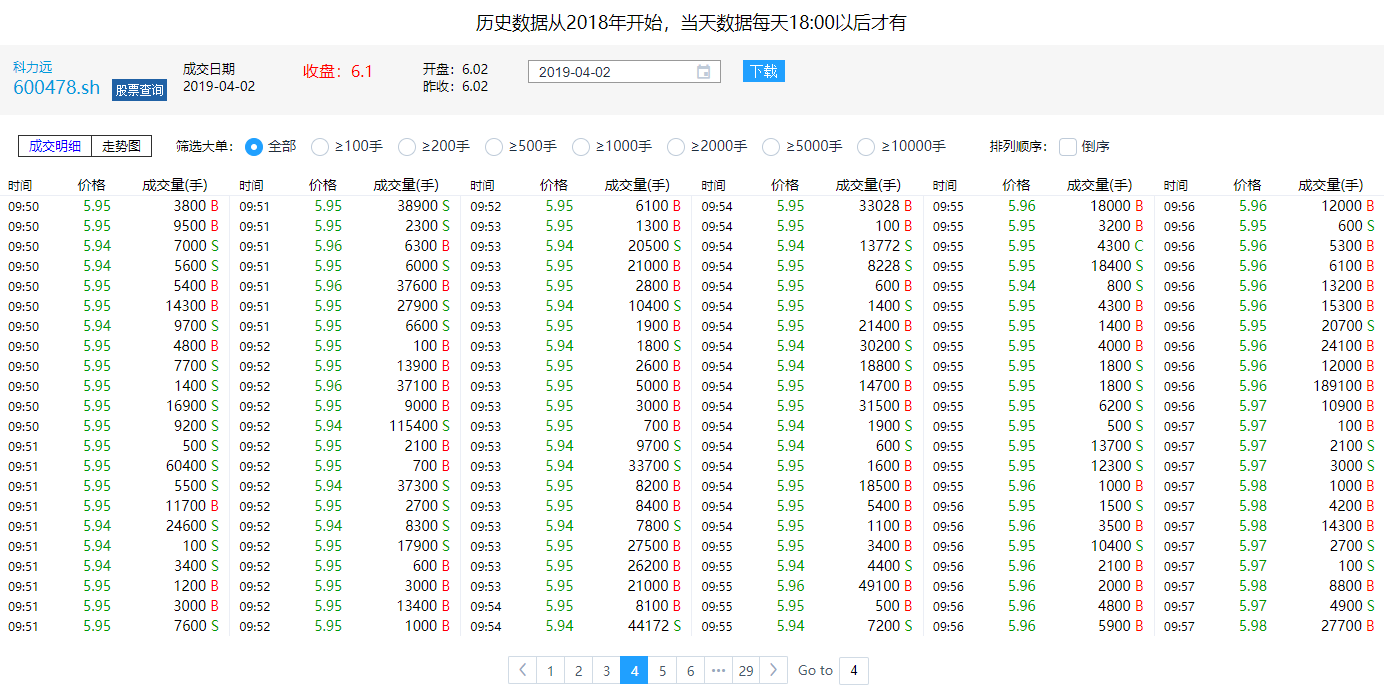 历史数据从2018年开始，当天数据每天18:00以后才有
科力远 成交日期 收盘：6.1 开盘：6.02 2019-04-02 下载
600478.sh 股票查询 2019-04-02 昨收：6.02
成交明细 走势图 筛选大单： 全部 ≥100手 ≥200手 ≥500手 ≥1000手 ≥2000手 ≥5000手 ≥10000手 排列顺序： 倒序
时间 价格 成交量(手) 时间 价格 成交量(手) 时间 价格 成交量(手) 时间 价格 成交量(手) 时间 价格 成交量(手) 时间 价格 成交量(手)
09:50 5.95 3800 B 09:51 5.95 38900 S 09:52 5.95 6100 B 09:54 5.95 33028 B 09:55 5.96 18000 B 09:56 5.96 12000 B
09:50 5.95 9500 B 09:51 5.95 2300 S 09:53 5.95 1300 B 09:54 5.95 100 B 09:55 5.95 3200 B 09:56 5.95 600 S
09:50 5.94 7000 S 09:51 5.96 6300 B 09:53 5.94 20500 S 09:54 5.94 13772 S 09:55 5.95 4300 C 09:56 5.96 5300 B
09:50 5.94 5600 S 09:51 5.95 6000 S 09:53 5.95 21000 B 09:54 5.95 8228 S 09:55 5.95 18400 S 09:56 5.96 6100 B
09:50 5.95 5400 B 09:51 5.96 37600 B 09:53 5.95 2800 B 09:54 5.95 600 B 09:55 5.94 800 S 09:56 5.96 13200 B
09:50 5.95 14300 B 09:51 5.95 27900 S 09:53 5.94 10400 S 09:54 5.95 1400 S 09:55 5.95 4300 B 09:56 5.96 15300 B
09:50 5.94 9700 S 09:51 5.95 6600 S 09:53 5.95 1900 B 09:54 5.95 21400 B 09:55 5.95 1400 B 09:56 5.95 20700 S
09:50 5.95 4800 B 09:52 5.95 100 B 09:53 5.94 1800 S 09:54 5.94 30200 S 09:55 5.95 4000 B 09:56 5.96 24100 B
09:50 5.95 7700 S 09:52 5.95 13900 B 09:53 5.95 2600 B 09:54 5.94 18800 S 09:55 5.95 1800 S 09:56 5.96 12000 B
09:50 5.95 1400 S 09:52 5.96 37100 B 09:53 5.95 5000 B 09:54 5.95 14700 B 09:55 5.95 1800 S 09:56 5.96 189100 B
09:50 5.95 16900 S 09:52 5.95 9000 B 09:53 5.95 3000 B 09:54 5.95 31500 B 09:55 5.95 6200 S 09:56 5.97 10900 B
09:50 5.95 9200 S 09:52 5.94 115400 S 09:53 5.95 700 B 09:54 5.94 1900 S 09:55 5.95 500 S 09:57 5.97 100 B
09:51 5.95 500 S 09:52 5.95 2100 B 09:53 5.94 9700 S 09:54 5.94 600 S 09:55 5.95 13700 S 09:57 5.97 2100 S
09:51 5.95 60400 S 09:52 5.95 700 B 09:53 5.94 33700 S 09:54 5.95 1600 B 09:55 5.95 12300 S 09:57 5.97 3000 S
09:51 5.95 5500 S 09:52 5.94 37300 S 09:53 5.95 8200 B 09:54 5.95 18500 B 09:55 5.96 1000 B 09:57 5.98 1000 B
09:51 5.95 11700 B 09:52 5.95 2700 S 09:53 5.95 8400 B 09:54 5.95 5400 B 09:55 5.95 1500 S 09:57 5.98 4200 B
09:51 5.94 24600 S 09:52 5.94 8300 S 09:53 5.94 7800 S 09:54 5.95 1100 B 09:56 5.96 3500 B 09:57 5.98 14300 B
09:51 5.94 100 S 09:52 5.95 17900 S 09:53 5.95 27500 B 09:55 5.95 3400 B 09:56 5.95 10400 S 09:57 5.97 2700 S
09:51 5.94 3400 S 09:52 5.95 600 B 09:53 5.95 26200 B 09:55 5.94 4400 S 09:56 5.96 2100 B 09:57 5.97 100 S
09:51 5.95 1200 B 09:52 5.95 3000 B 09:53 5.95 21000 B 09:55 5.96 49100 B 09:56 5.96 2000 B 09:57 5.98 8800 B
09:51 5.95 3000 B 09:52 5.95 13400 B 09:54 5.95 8100 B 09:55 5.95 500 B 09:56 5.96 4800 B 09:57 5.97 4900 S
09:51 5.95 7600 S 09:52 5.95 1000 B 09:54 5.94 44172 S 09:55 5.94 7200 S 09:56 5.96 5900 B 09:57 5.98 27700 B
1 2 3 4 5 6 ••• 29 Go to 4